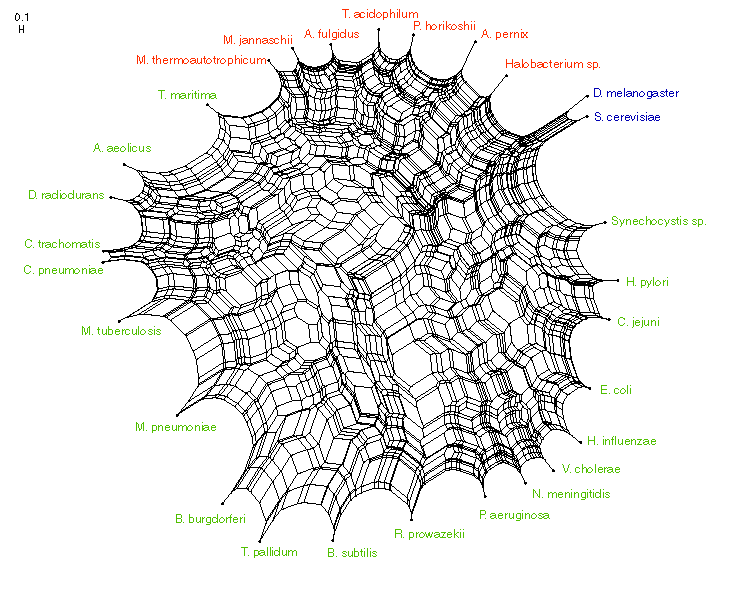 0.1
H
T. acidophilum
P. horikoshii
A. fulgidus
A. pernix
M. jannaschii
M. thermoautotrophicum
Halobacterium sp.
T. maritima
D. melanogaster
S. cerevisiae
A. aeolicus
D. radiodurans
Synechocystis sp.
C. trachomatis
C. pneumoniae
H. pylori
C. jejuni
M. tuberculosis
E. coli
M. pneumoniae
H. influenzae
V. cholerae
N. meningitidis
P. aeruginosa
B. burgdorferi
R. prowazekii
T. pallidum
B. subtilis